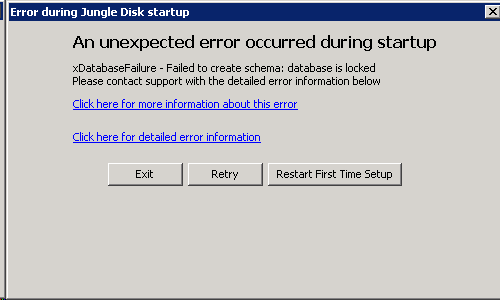 Error during Jungle Disk startup
An unexpected error occurred during startup
xDatabaseFailure - Failed to create schema: database is locked
Please contact support with the detailed error information below
Click here for more information about this error
Click here for detailed error information
Exit
Retry
Restart First Time Setup